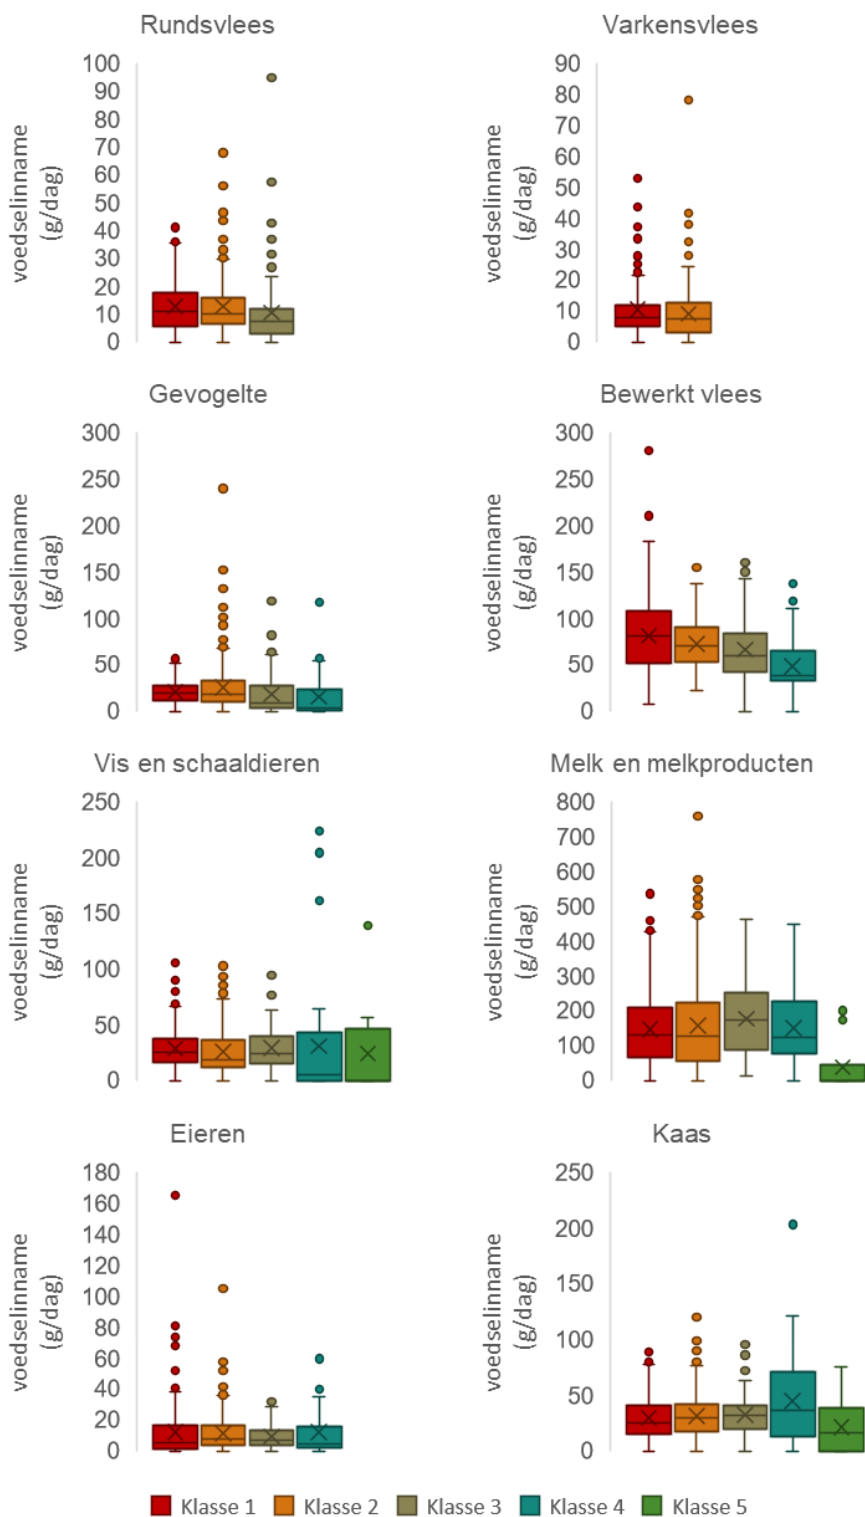 Rundsvlees
voedselinname
(g/dag)
100
90
80
70
60
50
40
30
20
10
0
Varkensvlees
voedselinname
(g/dag)
90
80
70
60
50
40
30
20
10
0
Gevogelte
voedselinname
(g/dag)
300
250
200
150
100
50
0
Bewerkt vlees
voedselinname
(g/dag)
300
250
200
150
100
50
0
Vis en schaaldieren
voedselinname
(g/dag)
250
200
150
100
50
0
Melk en melkproducten
voedselinname
(g/dag)
800
700
600
500
400
300
200
100
0
Eieren
voedselinname
(g/dag)
180
160
140
120
100
80
60
40
20
0
Kaas
voedselinname
(g/dag)
250
200
150
100
50
0
Klasse 1 Klasse 2 Klasse 3 Klasse 4 Klasse 5